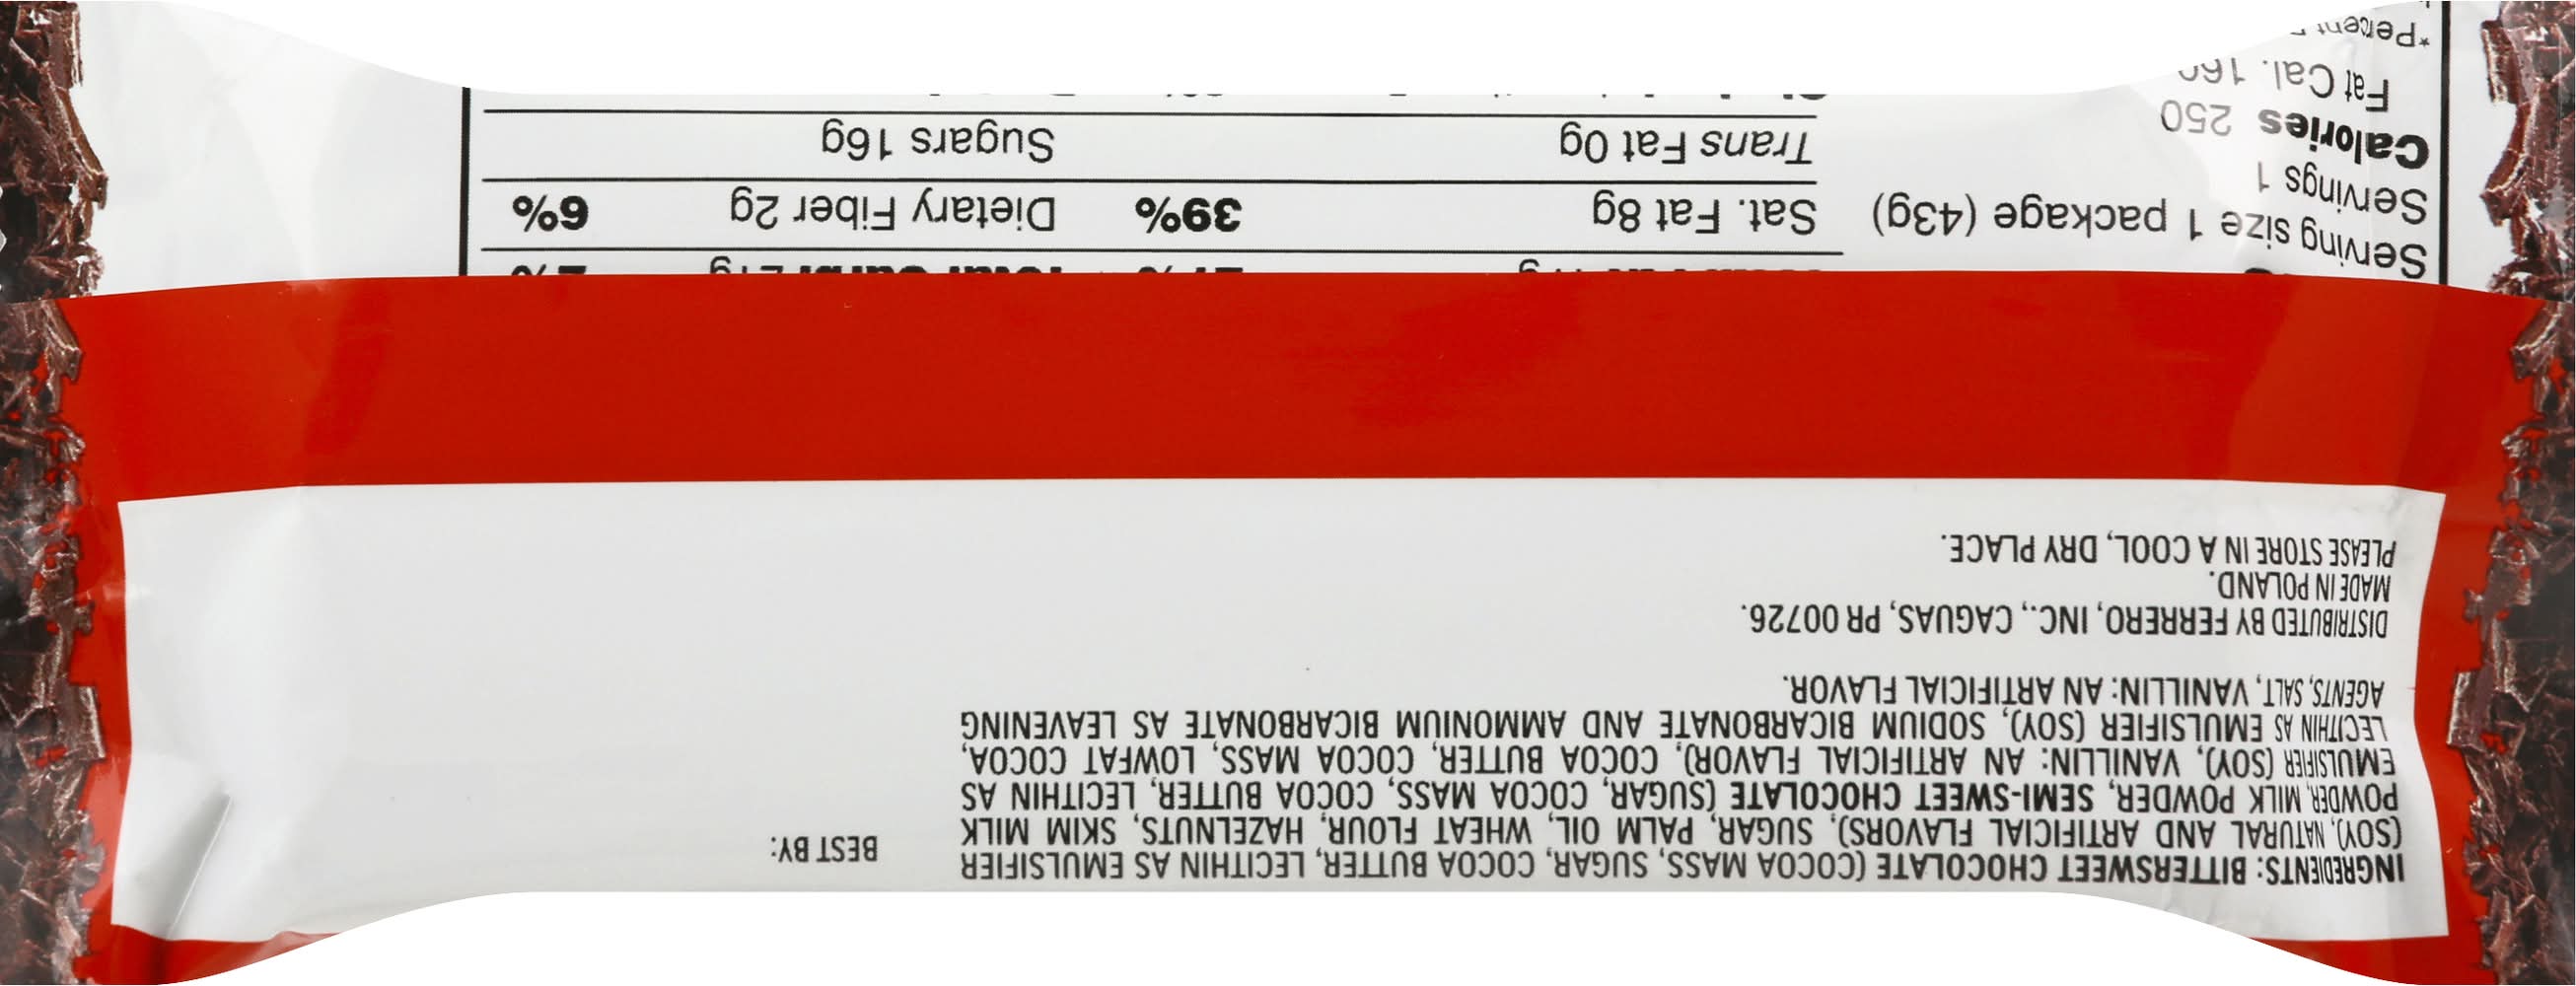 INGREDIENTS: BITTERSWEET CHOCOLATE (COCOA MASS, SUGAR, COCOA BUTTER, LECITHIN AS EMULSIFIER
(SOY), NATURAL AND ARTIFICIAL FLAVORS), SUGAR, PALM OIL, WHEAT FLOUR, HAZELNUTS, SKIM MILK
POWDER, MILK POWDER, SEMI-SWEET CHOCOLATE (SUGAR, COCOA MASS, COCOA BUTTER, LECITHIN AS
EMULSIFIER (SOY), VANILLIN: AN ARTIFICIAL FLAVOR), COCOA BUTTER, COCOA MASS, LOWFAT COCOA,
LECITHIN AS EMULSIFIER (SOY), SODIUM BICARBONATE AND AMMONIUM BICARBONATE AS LEAVENING
AGENTS, SALT, VANILLIN: AN ARTIFICIAL FLAVOR.
BEST BY:
DISTRIBUTED BY FERRERO, INC., CAGUAS, PR 00726.
MADE IN POLAND.
PLEASE STORE IN A COOL, DRY PLACE.
Serving size 1 package (43g)
Servings 1
Calories 250
Fat Cal. 160
*Percent
Sat. Fat 8g 39%
Trans Fat 0g
Dietary Fiber 2g 6%
Sugars 16g